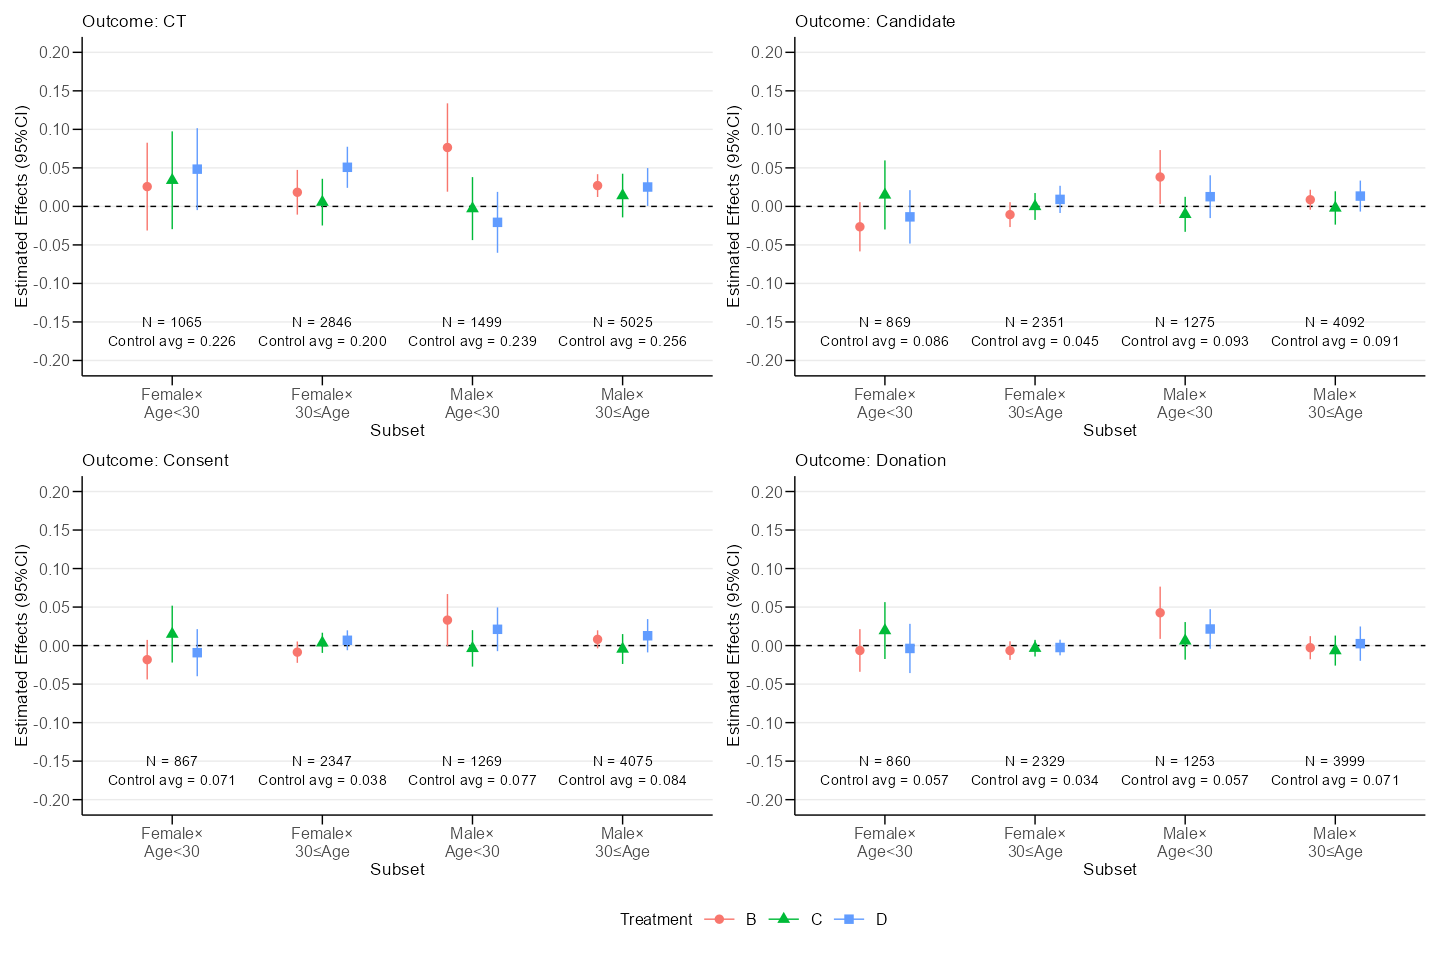 Outcome: CT
Estimated Effects (95%CI)
0.20
0.15
0.10
0.05
0.00
-0.05
-0.10
-0.15
-0.20
N = 1065
Control avg = 0.226
N = 2846
Control avg = 0.200
N = 1499
Control avg = 0.239
N = 5025
Control avg = 0.256
Female×
Age<30
Female×
30≤Age
Male×
Age<30
Male×
30≤Age
Subset
Outcome: Candidate
Estimated Effects (95%CI)
0.20
0.15
0.10
0.05
0.00
-0.05
-0.10
-0.15
-0.20
N = 869
Control avg = 0.086
N = 2351
Control avg = 0.045
N = 1275
Control avg = 0.093
N = 4092
Control avg = 0.091
Female×
Age<30
Female×
30≤Age
Male×
Age<30
Male×
30≤Age
Subset
Outcome: Consent
Estimated Effects (95%CI)
0.20
0.15
0.10
0.05
0.00
-0.05
-0.10
-0.15
-0.20
N = 867
Control avg = 0.071
N = 2347
Control avg = 0.038
N = 1269
Control avg = 0.077
N = 4075
Control avg = 0.084
Female×
Age<30
Female×
30≤Age
Male×
Age<30
Male×
30≤Age
Subset
Outcome: Donation
Estimated Effects (95%CI)
0.20
0.15
0.10
0.05
0.00
-0.05
-0.10
-0.15
-0.20
N = 860
Control avg = 0.057
N = 2329
Control avg = 0.034
N = 1253
Control avg = 0.057
N = 3999
Control avg = 0.071
Female×
Age<30
Female×
30≤Age
Male×
Age<30
Male×
30≤Age
Subset
Treatment B C D